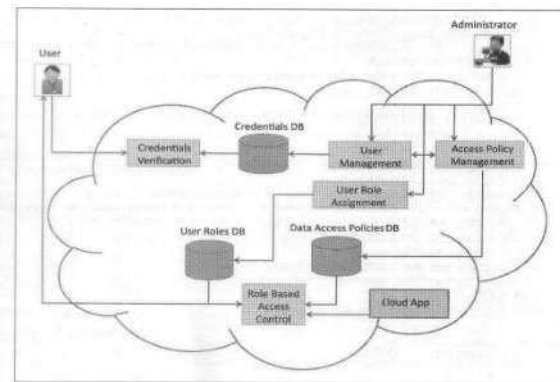 Administrator
User
Credentials DB
Credentials
Verification
User
Management
Access Policy
Management
User Role
Assignment
User Roles DB
Data Access Policies DB
Role Based
Access
Control
Cloud App